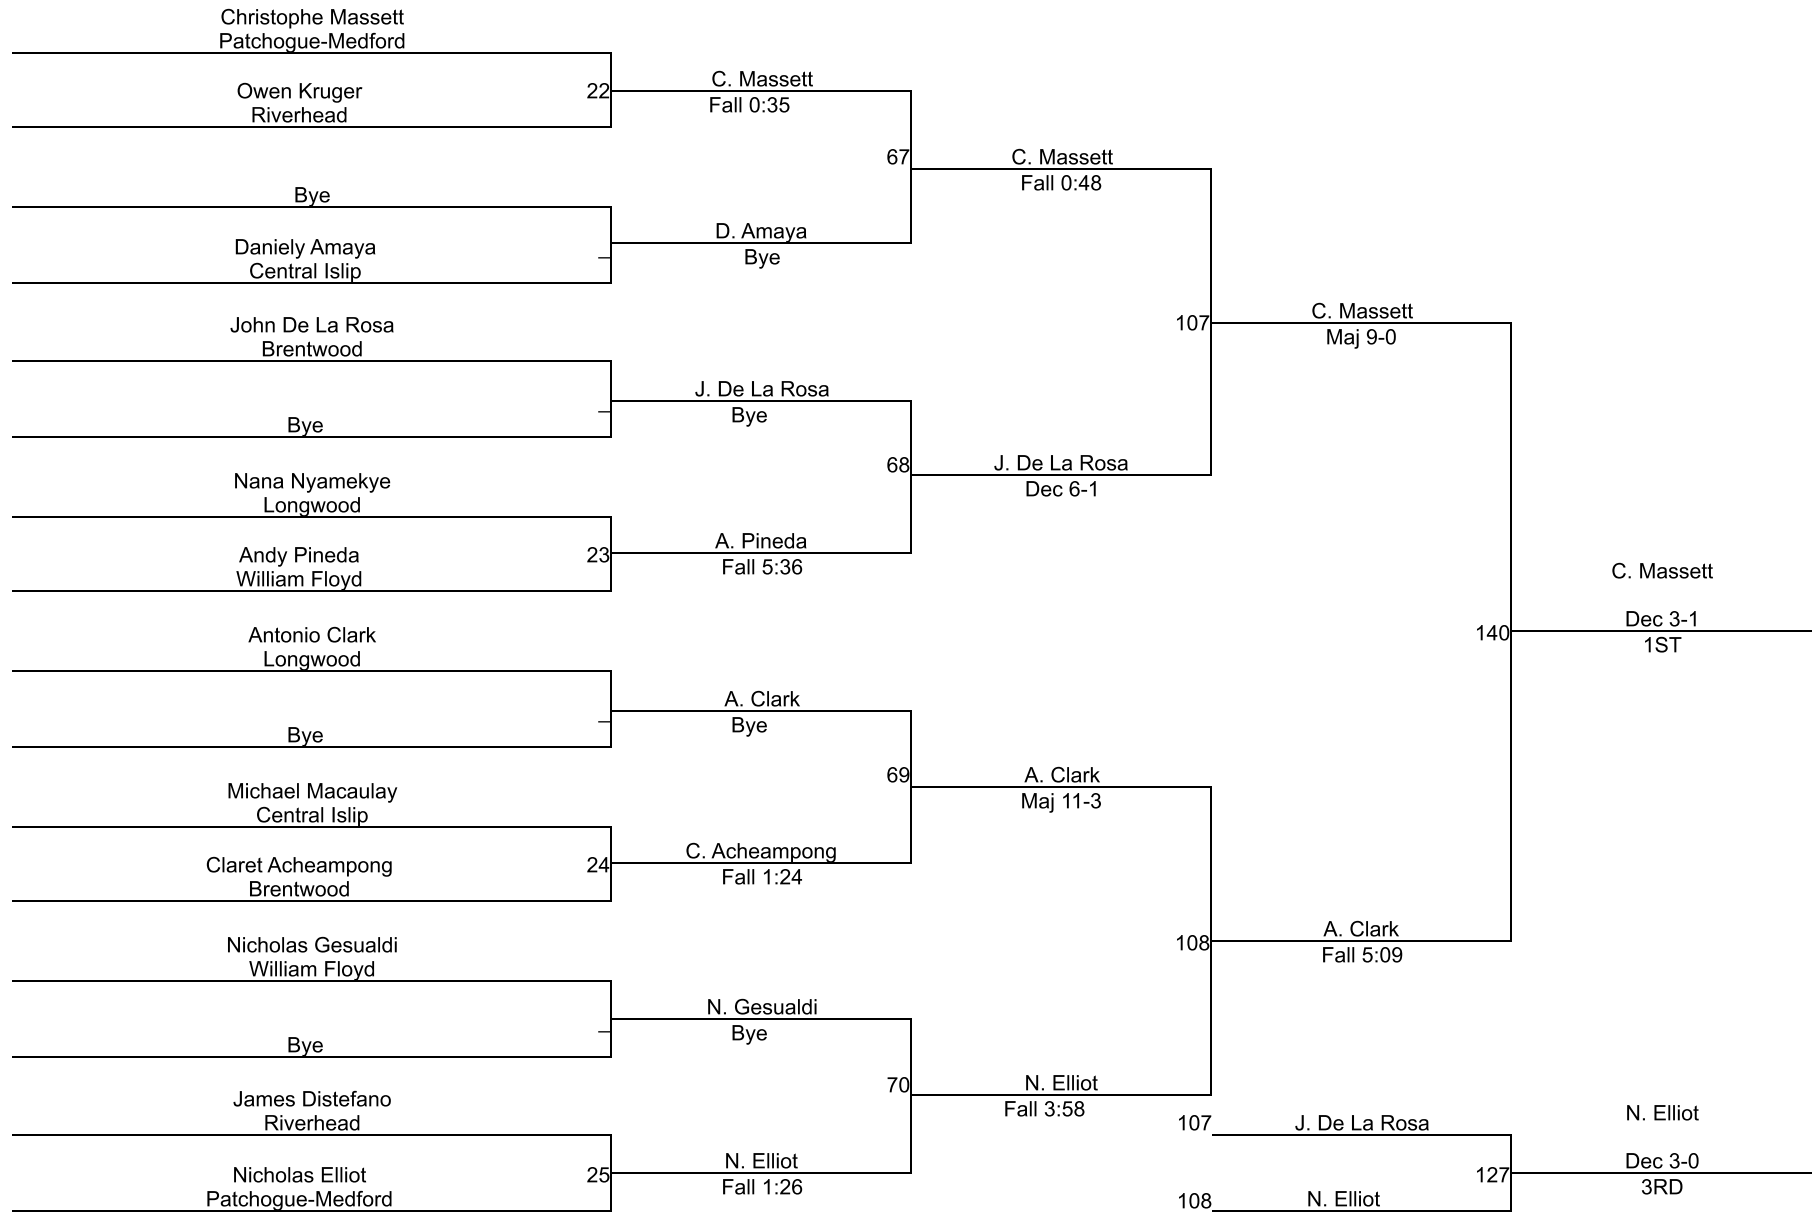 Christophe Massett
Patchogue-Medford
Owen Kruger
Riverhead
22
Bye
Daniely Amaya
Central Islip
_
John De La Rosa
Brentwood
_
Bye
Nana Nyamekye
Longwood
Andy Pineda
William Floyd
23
Antonio Clark
Longwood
_
Bye
Michael Macaulay
Central Islip
Claret Acheampong
Brentwood
24
Nicholas Gesualdi
William Floyd
_
Bye
James Distefano
Riverhead
Nicholas Elliot
Patchogue-Medford
25
C. Massett
Fall 0:35
67
D. Amaya
Bye
J. De La Rosa
Bye
68
A. Pineda
Fall 5:36
A. Clark
Bye
69
C. Acheampong
Fall 1:24
N. Gesualdi
Bye
70
N. Elliot
Fall 1:26
C. Massett
Fall 0:48
107
J. De La Rosa
Dec 6-1
A. Clark
Maj 11-3
108
N. Elliot
Fall 3:58
C. Massett
Maj 9-0
140
A. Clark
Fall 5:09
C. Massett
Dec 3-1
1ST
107
J. De La Rosa
127
108
N. Elliot
N. Elliot
Dec 3-0
3RD